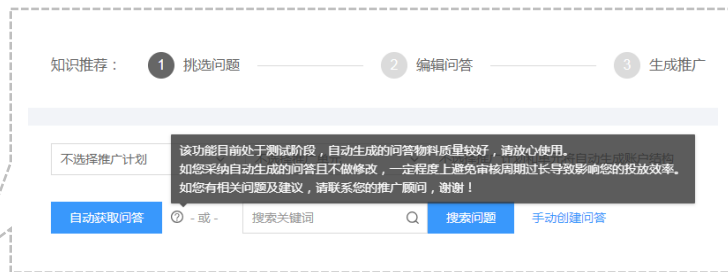 知识推荐： 1 挑选问题 2 编辑问答 3 生成推广
该功能目前处于测试阶段，自动生成的问答物料质量较好，请放心使用。
不选择推广计划
如您采纳自动生成的问答且不做修改，一定程度上避免审核周期过长导致影响您的投放效率。
如您有相关问题及建议，请联系您的推广顾问，谢谢！
自动获取问答 ? - 或 - 搜索关键词 搜索问题 手动创建问答